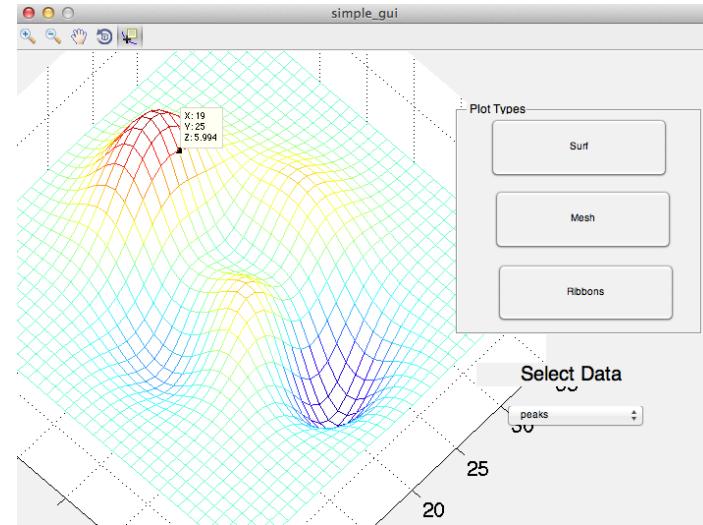 simple_gui
X: 19
Y: 25
Z: 5.994
Plot Types
Surf
Mesh
Ribbons
Select Data
peaks
30
25
20